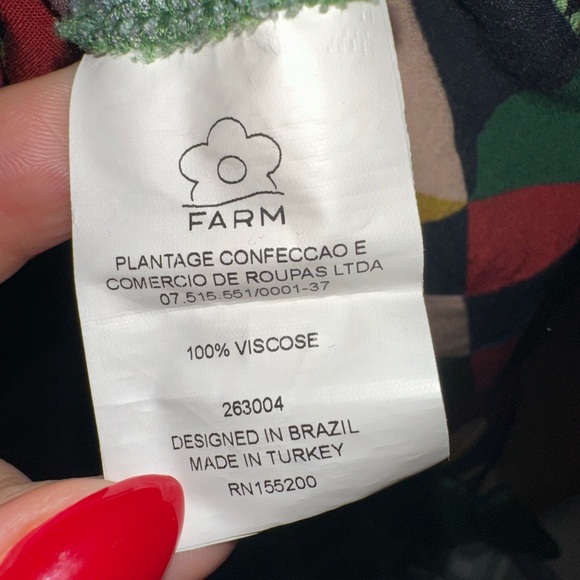 FARM
PLANTAGE CONFECCAO E
COMERCIO DE ROUPAS LTDA
07.515.551/0001-37
100% VISCOSE
263004
DESIGNED IN BRAZIL
MADE IN TURKEY
RN155200